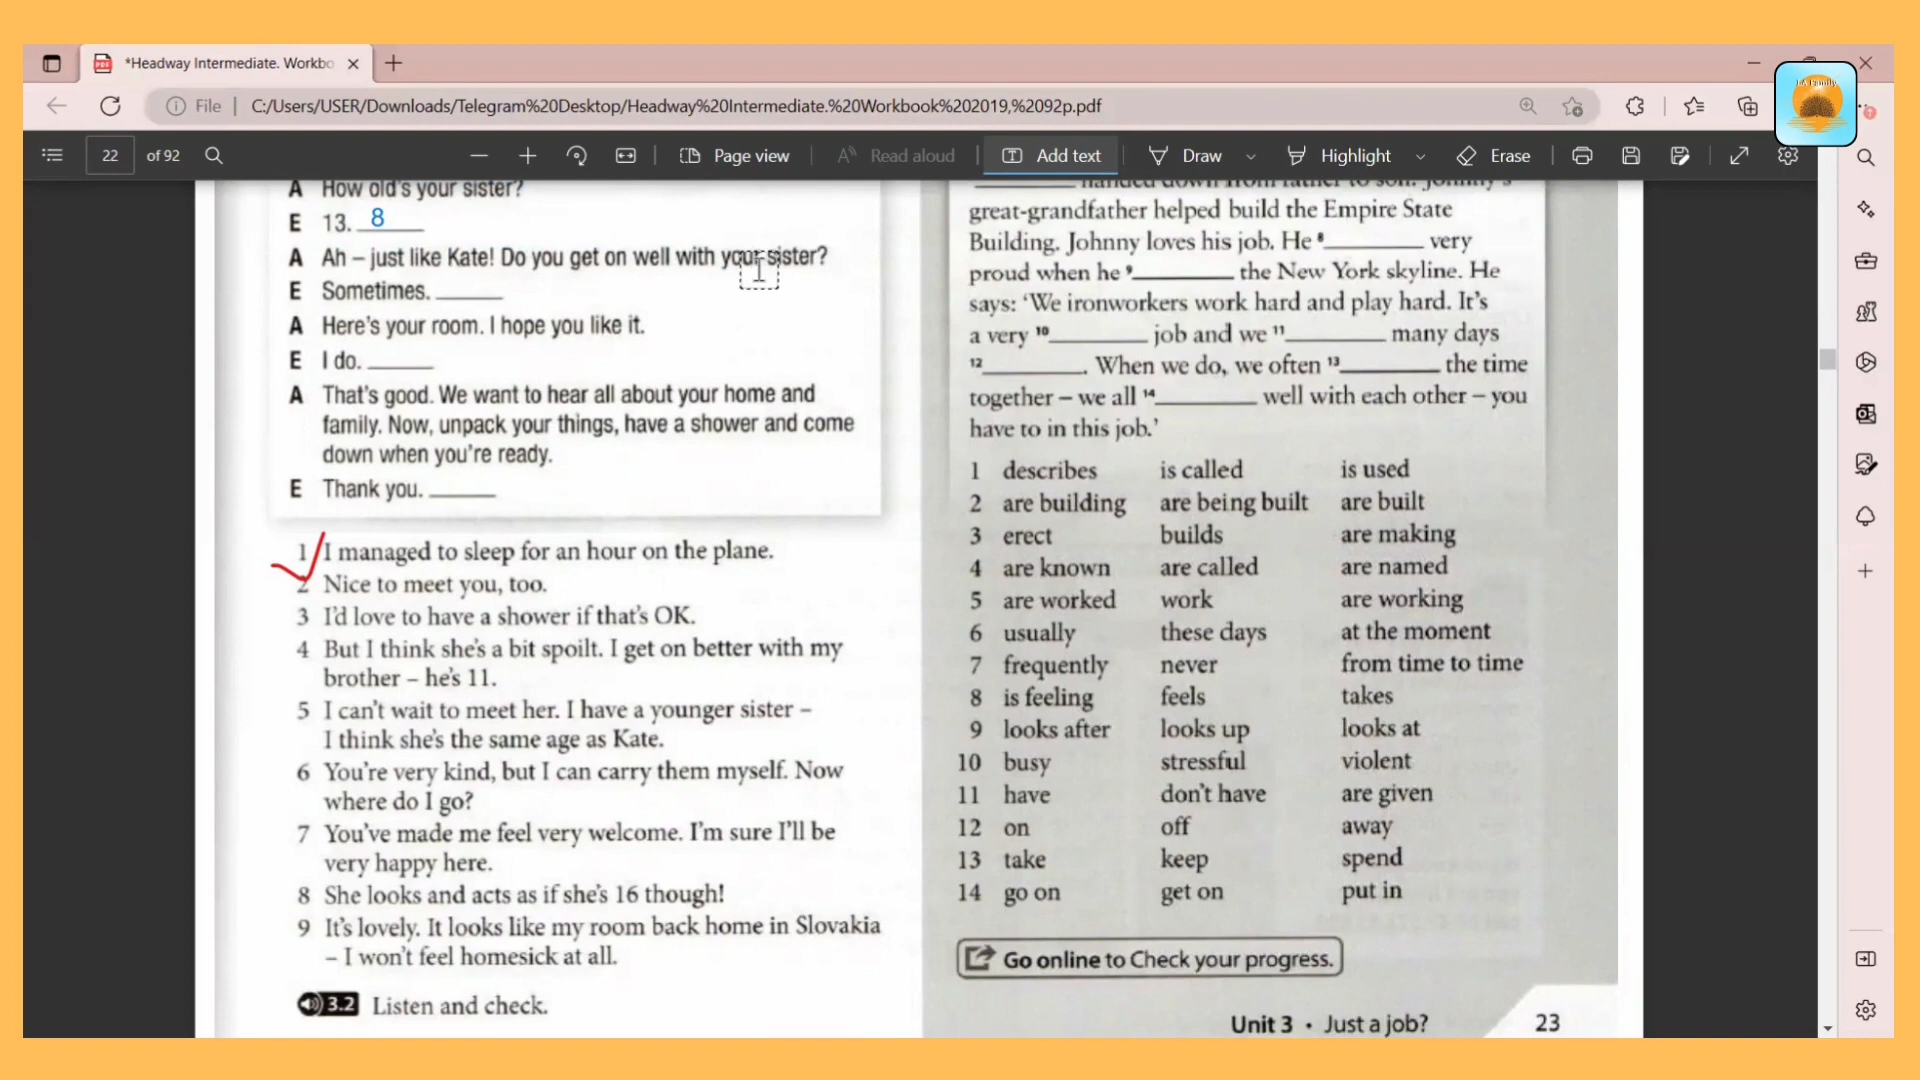 *Headway Intermediate. Workbo
File
C:/Users/USER/Downloads/Telegram%20Desktop/Headway%20Intermediate.%20Workbook%202019,%2092p.pdf
22 of 92
Page view
Read aloud
Add text
Draw
Highlight
Erase
A How old's your sister?
E 13. 8
A Ah – just like Kate! Do you get on well with your sister?
E Sometimes. ______
A Here's your room. I hope you like it.
E I do. ______
A That's good. We want to hear all about your home and
family. Now, unpack your things, have a shower and come
down when you're ready.
E Thank you. ______
1 I managed to sleep for an hour on the plane.
2 Nice to meet you, too.
3 I'd love to have a shower if that's OK.
4 But I think she's a bit spoilt. I get on better with my
brother – he's 11.
5 I can't wait to meet her. I have a younger sister –
I think she's the same age as Kate.
6 You're very kind, but I can carry them myself. Now
where do I go?
7 You've made me feel very welcome. I'm sure I'll be
very happy here.
8 She looks and acts as if she's 16 though!
9 It's lovely. It looks like my room back home in Slovakia
– I won't feel homesick at all.
3.2 Listen and check.
________ handed down from father to son. Johnny's
great-grandfather helped build the Empire State
Building. Johnny loves his job. He ⁸________ very
proud when he ⁹________ the New York skyline. He
says: 'We ironworkers work hard and play hard. It's
a very ¹⁰________ job and we ¹¹________ many days
¹²________. When we do, we often ¹³________ the time
together – we all ¹⁴________ well with each other – you
have to in this job.'
1 describes is called is used
2 are building are being built are built
3 erect builds are making
4 are known are called are named
5 are worked work are working
6 usually these days at the moment
7 frequently never from time to time
8 is feeling feels takes
9 looks after looks up looks at
10 busy stressful violent
11 have don't have are given
12 on off away
13 take keep spend
14 go on get on put in
Go online to Check your progress.
Unit 3 • Just a job? 23